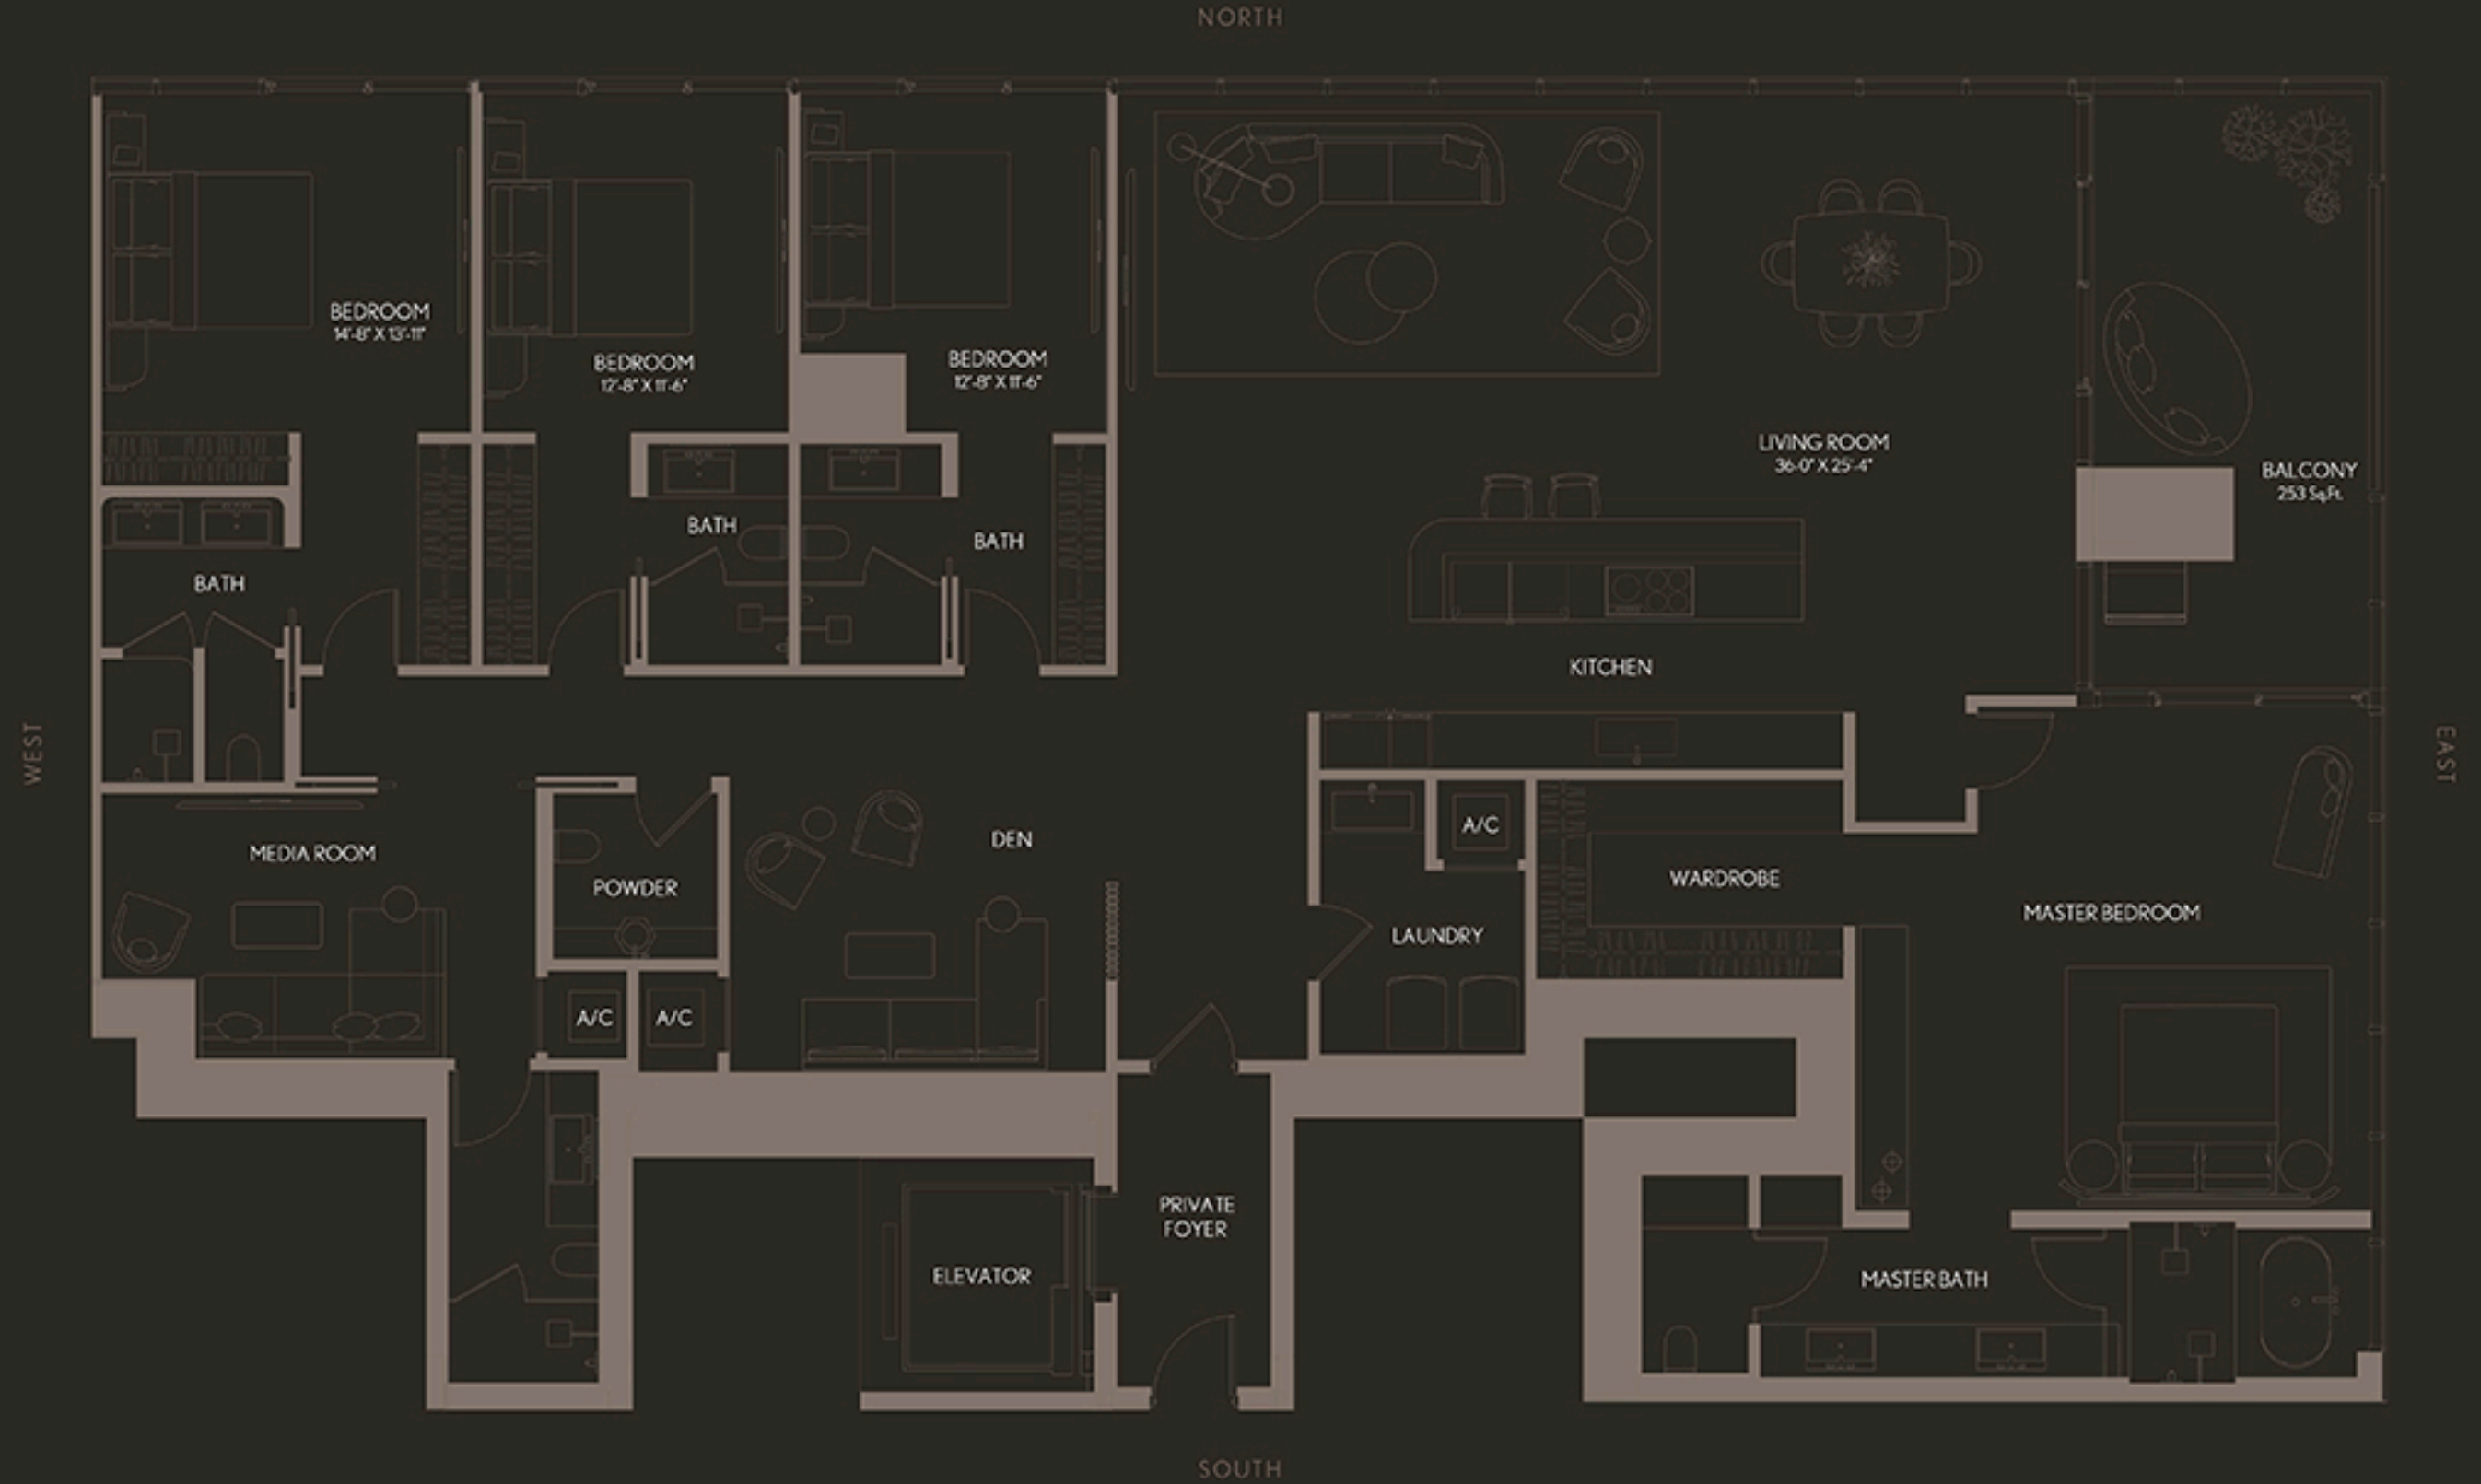 NORTH
BEDROOM
14'-8" X 13'-11"
BEDROOM
12'-8" X 11'-6"
BEDROOM
12'-8" X 11'-6"
LIVING ROOM
36-0" X 25'-4"
BALCONY
253 Sq.Ft.
BATH
BATH
BATH
KITCHEN
WEST
EAST
MEDIA ROOM
POWDER
DEN
A/C
WARDROBE
LAUNDRY
MASTER BEDROOM
A/C
A/C
PRIVATE
FOYER
ELEVATOR
MASTER BATH
SOUTH